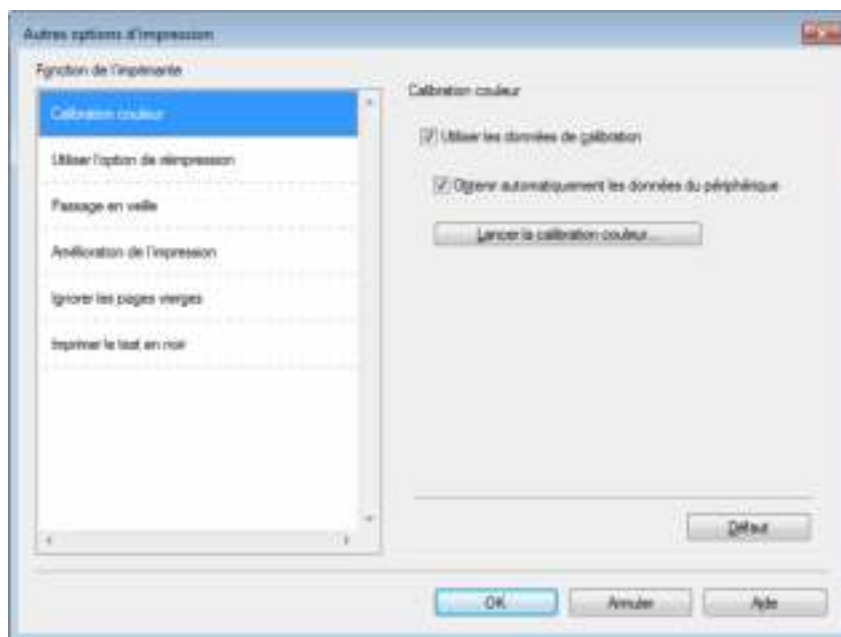 Autres options d'impression
Fonction de l'imprimante
Calibration couleur
Utiliser l'option de réimpression
Passage en veille
Amélioration de l'impression
Ignorer les pages vierges
Imprimer le text en noir
Calibration couleur
Utiliser les données de calibration
Obtenir automatiquement les données du périphérique
Lancer la calibration couleur...
Défaut
OK
Annuler
Aide